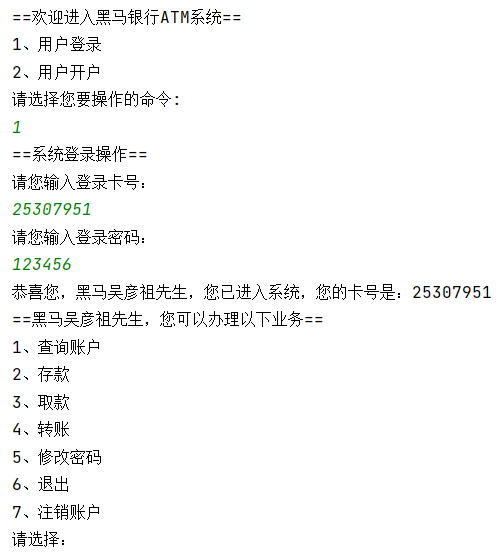 ==欢迎进入黑马银行ATM系统==
1、用户登录
2、用户开户
请选择您要操作的命令:
1
==系统登录操作==
请您输入登录卡号：
25307951
请您输入登录密码：
123456
恭喜您，黑马吴彦祖先生，您已进入系统，您的卡号是：25307951
==黑马吴彦祖先生，您可以办理以下业务==
1、查询账户
2、存款
3、取款
4、转账
5、修改密码
6、退出
7、注销账户
请选择：